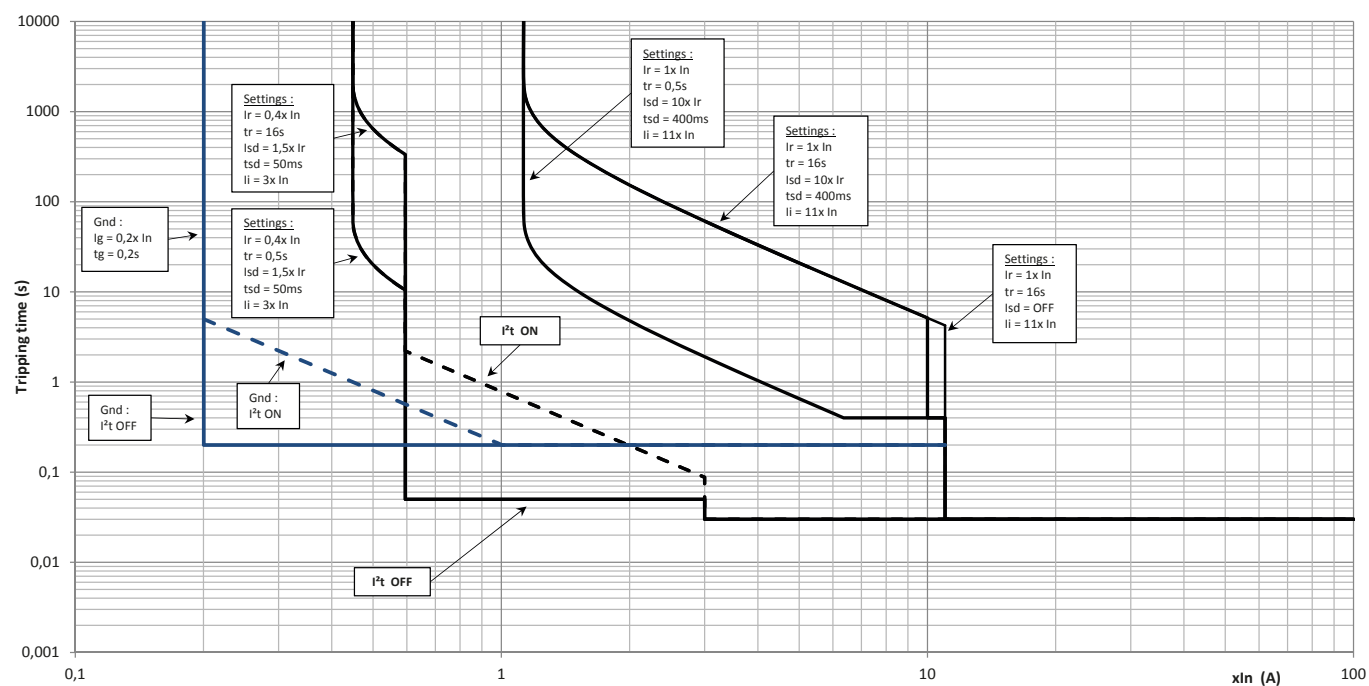 10000
1000
100
10
1
0,1
0,01
0,001
Tripping time (s)
0,1
1
10
100
xIn (A)
Settings :
Ir = 1x In
tr = 0,5s
Isd = 10x Ir
tsd = 400ms
Ii = 11x In
Settings :
Ir = 0,4x In
tr = 16s
Isd = 1,5x Ir
tsd = 50ms
Ii = 3x In
Settings :
Ir = 1x In
tr = 16s
Isd = 10x Ir
tsd = 400ms
Ii = 11x In
Gnd :
Ig = 0,2x In
tg = 0,2s
Settings :
Ir = 0,4x In
tr = 0,5s
Isd = 1,5x Ir
tsd = 50ms
Ii = 3x In
Settings :
Ir = 1x In
tr = 16s
Isd = OFF
Ii = 11x In
I²t ON
Gnd :
I²t ON
Gnd :
I²t OFF
I²t OFF